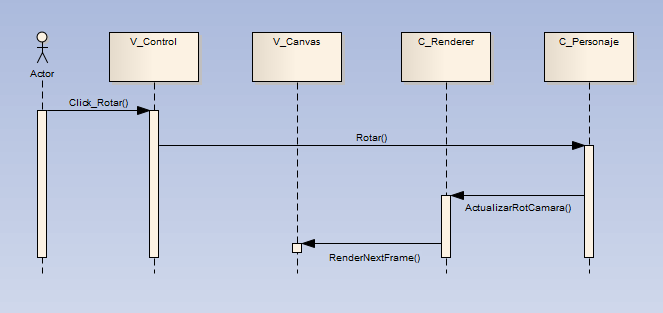 V_Control
V_Canvas
C_Renderer
C_Personaje
Actor
Click_Rotar()
Rotar()
ActualizarRotCamara()
RenderNextFrame()